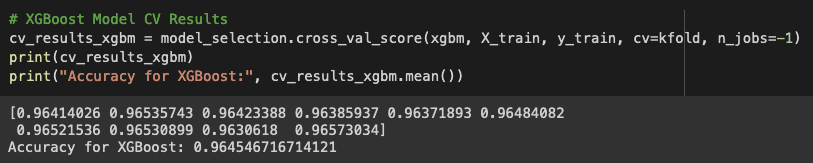 # XGBoost Model CV Results
cv_results_xgbm = model_selection.cross_val_score(xgbm, X_train, y_train, cv=kfold, n_jobs=-1)
print(cv_results_xgbm)
print("Accuracy for XGBoost:", cv_results_xgbm.mean())
[0.96414026 0.96535743 0.96423388 0.96385937 0.96371893 0.96484082
 0.96521536 0.96530899 0.9630618  0.96573034]
Accuracy for XGBoost: 0.964546716714121